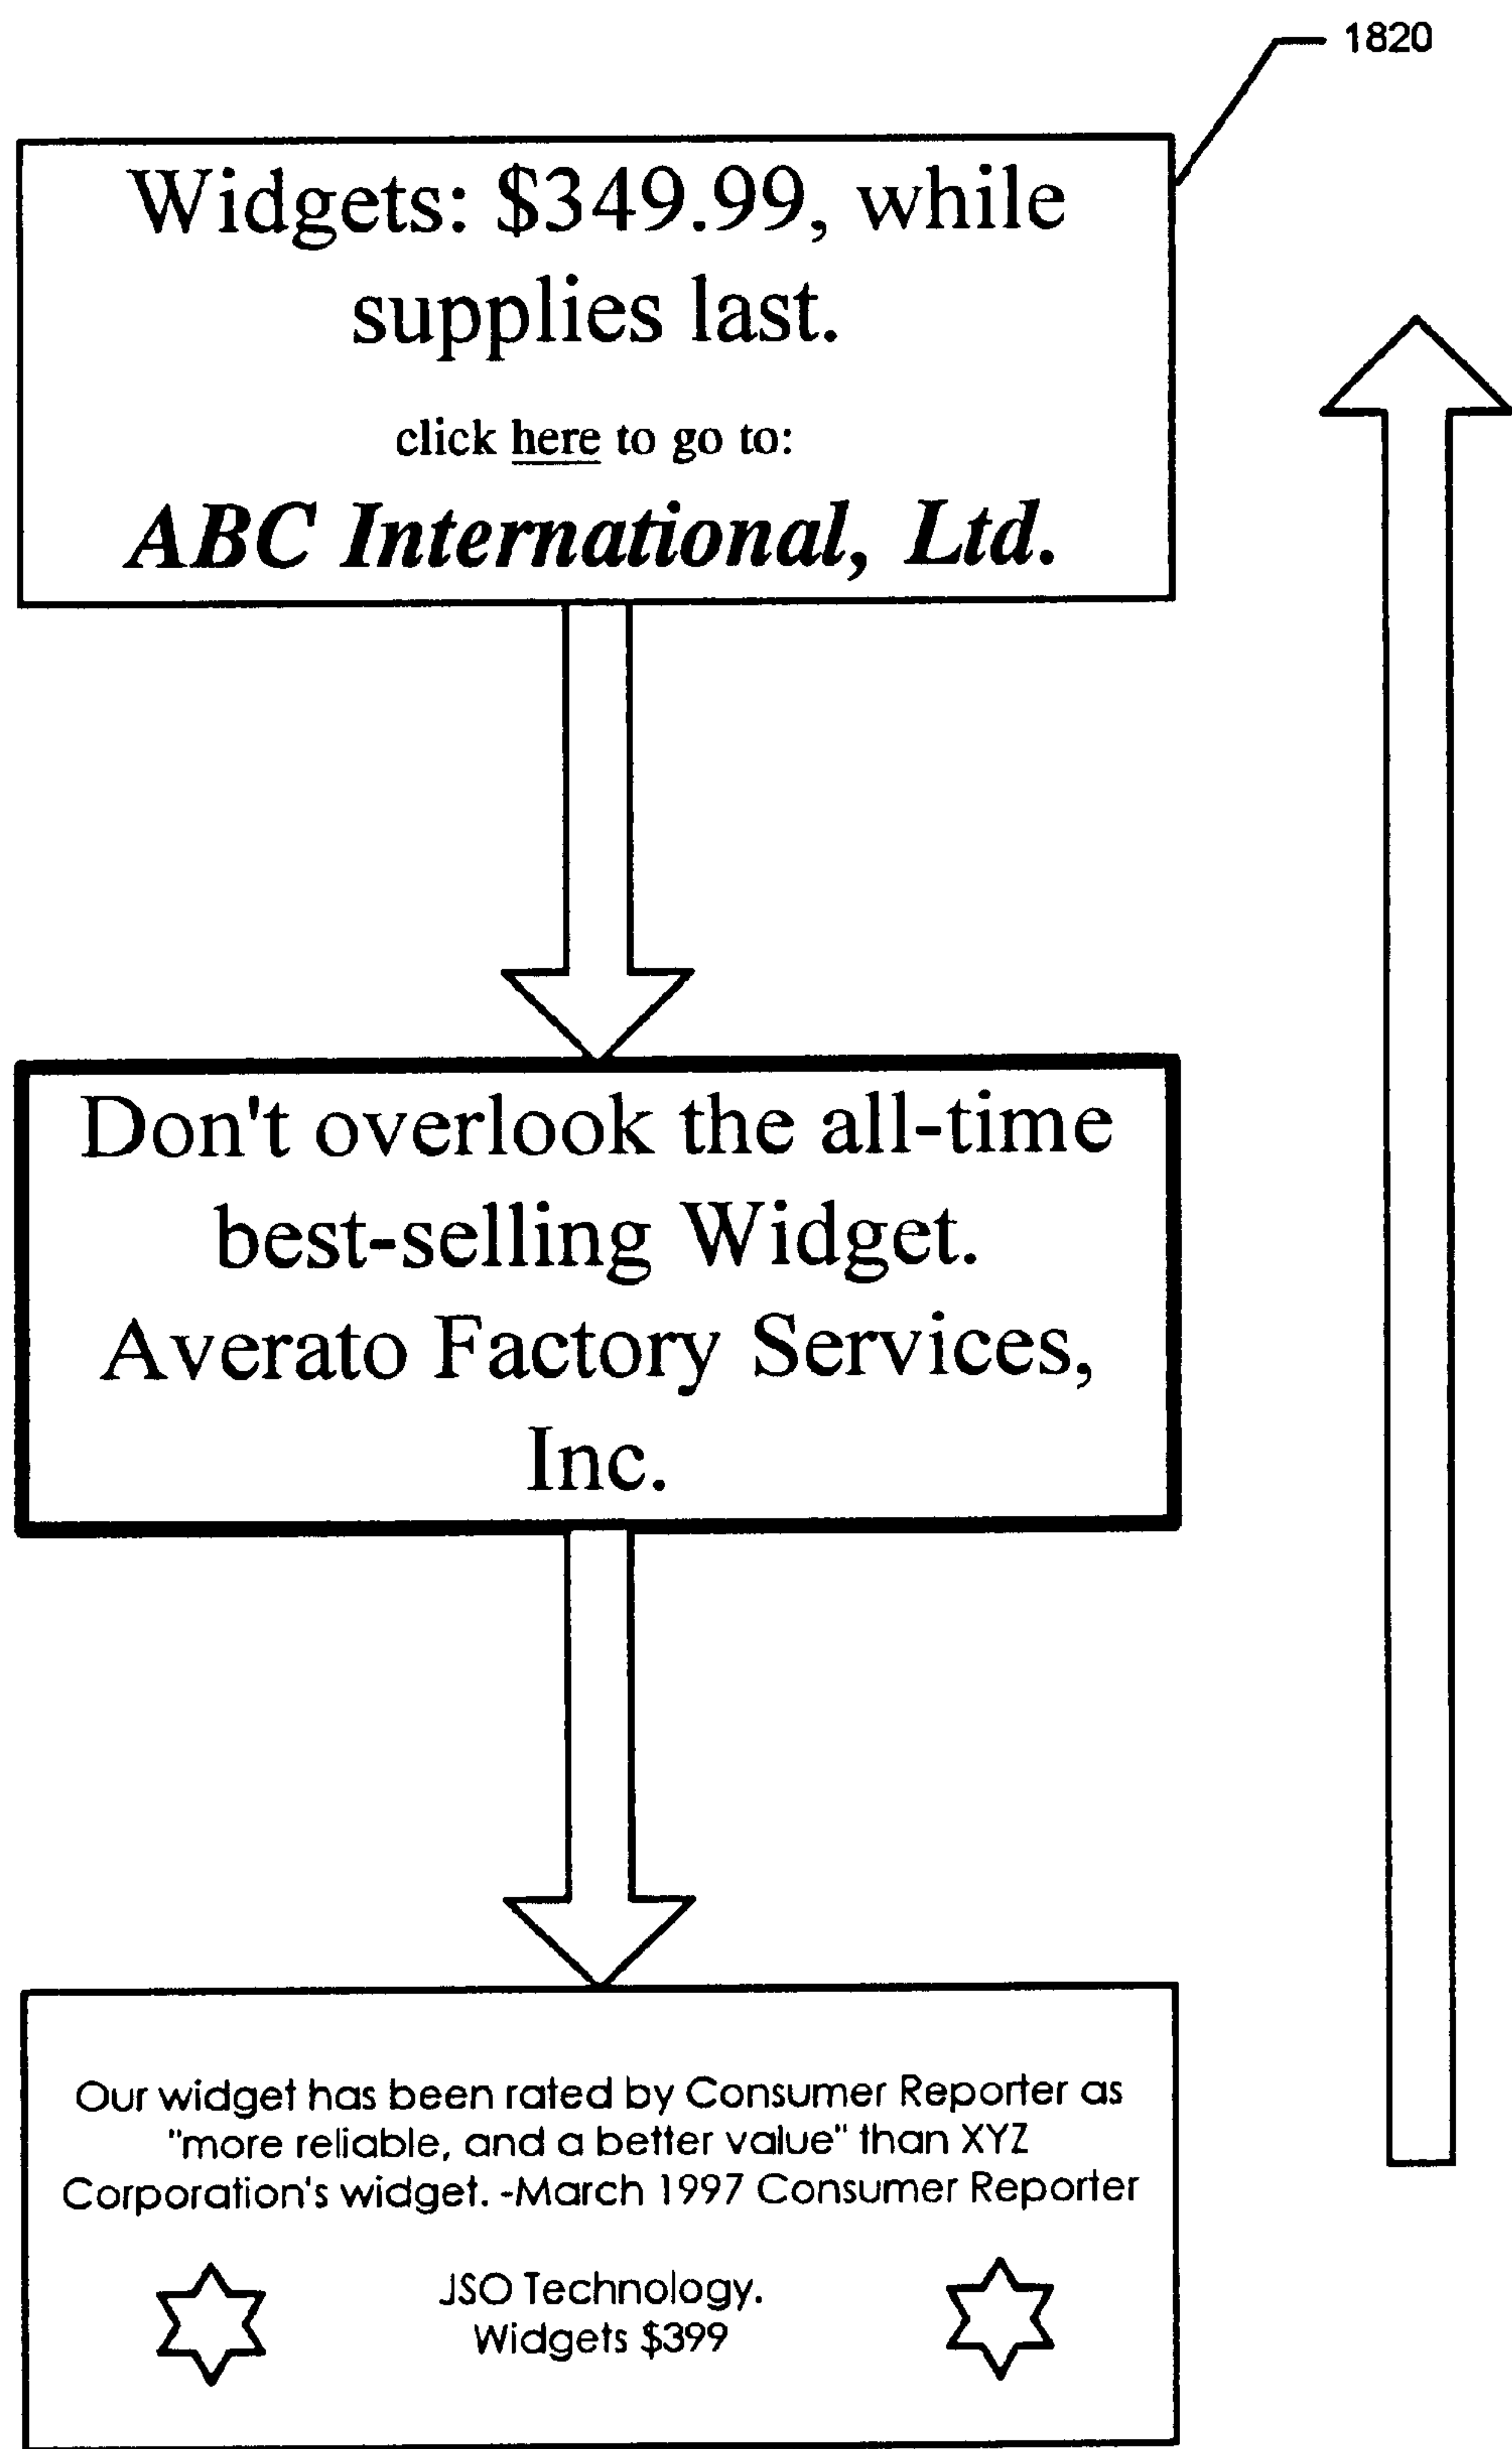 1820
Widgets: $349.99, while
supplies last.
click here to go to:
ABC International, Ltd.
Don't overlook the all-time
best-selling Widget.
Averato Factory Services,
Inc.
Our widget has been rated by Consumer Reporter as
"more reliable, and a better value" than XYZ
Corporation's widget. -March 1997 Consumer Reporter
JSO Technology.
Widgets $399